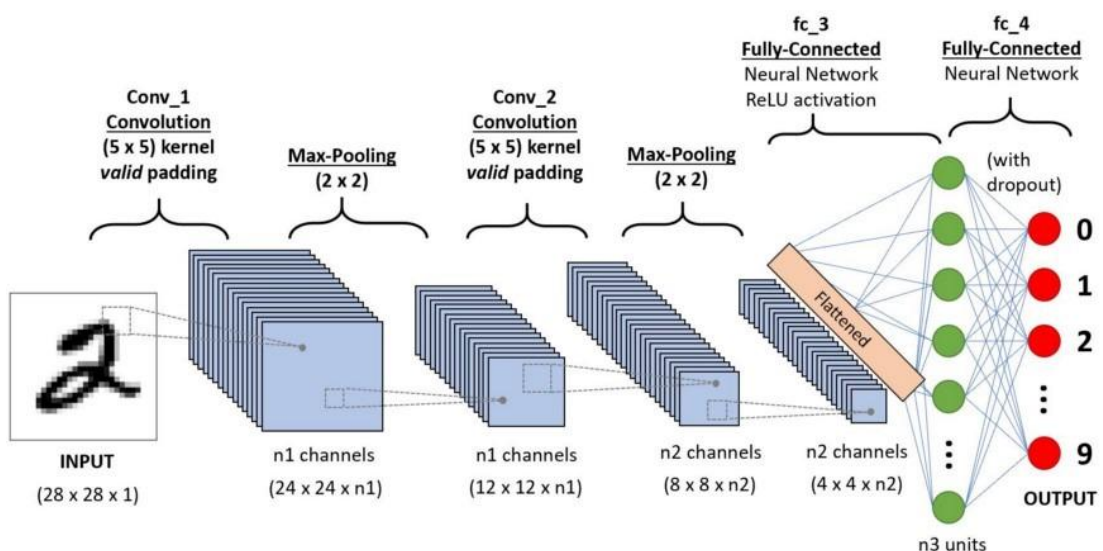 fc_3
Fully-Connected
Neural Network
ReLU activation
fc_4
Fully-Connected
Neural Network
Conv_1
Convolution
(5 x 5) kernel
valid padding
Max-Pooling
(2 x 2)
Conv_2
Convolution
(5 x 5) kernel
valid padding
Max-Pooling
(2 x 2)
(with
dropout)
Flattened
0
1
2
9
INPUT
(28 x 28 x 1)
n1 channels
(24 x 24 x n1)
n1 channels
(12 x 12 x n1)
n2 channels
(8 x 8 x n2)
n2 channels
(4 x 4 x n2)
OUTPUT
n3 units
2